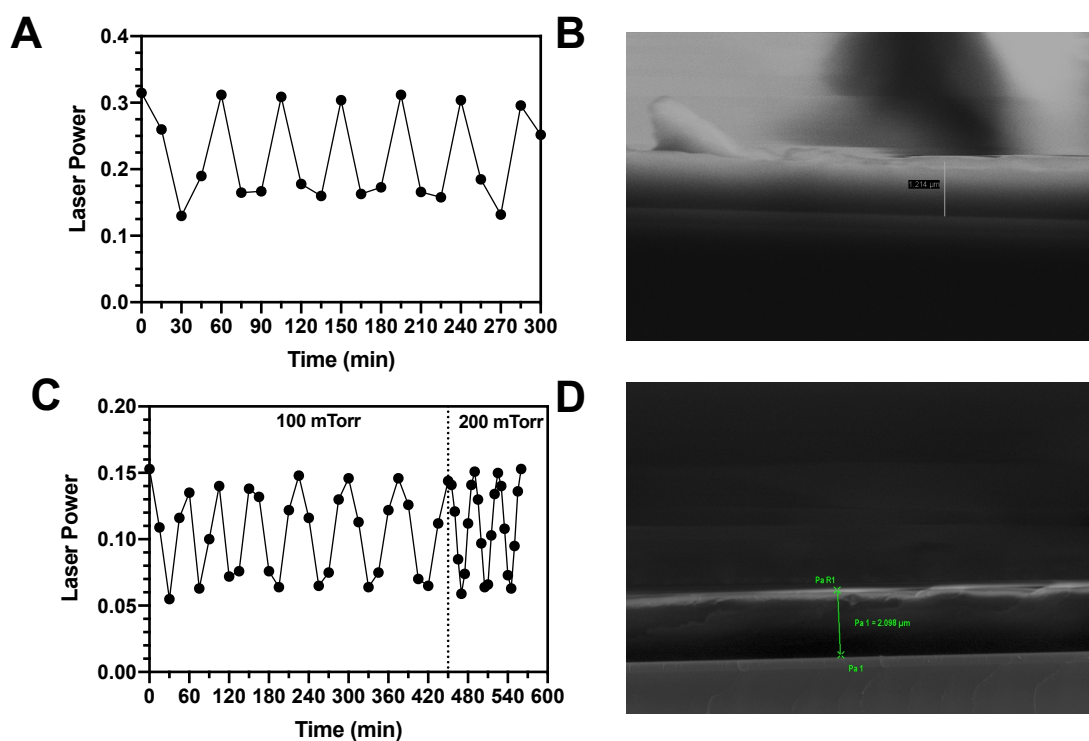 A
Laser Power
0.4
0.3
0.2
0.1
0.0
0 30 60 90 120 150 180 210 240 270 300
Time (min)
B
1.214 µm
C
Laser Power
0.20
0.15
0.10
0.05
0.00
100 mTorr
200 mTorr
0 60 120 180 240 300 360 420 480 540 600
Time (min)
D
Pa R1
Pa 1 = 2.098 µm
Pa 1